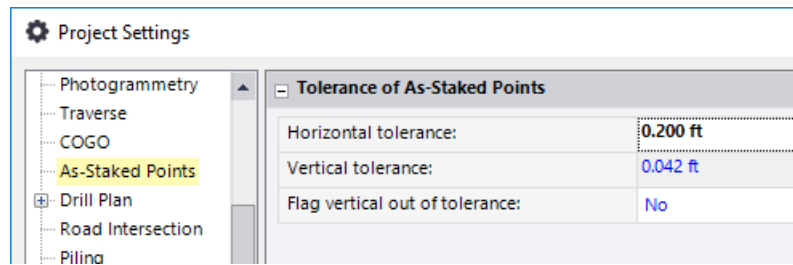 Project Settings
Photogrammetry
Traverse
COGO
As-Staked Points
Drill Plan
Road Intersection
Piling
Tolerance of As-Staked Points
Horizontal tolerance: 0.200 ft
Vertical tolerance: 0.042 ft
Flag vertical out of tolerance: No